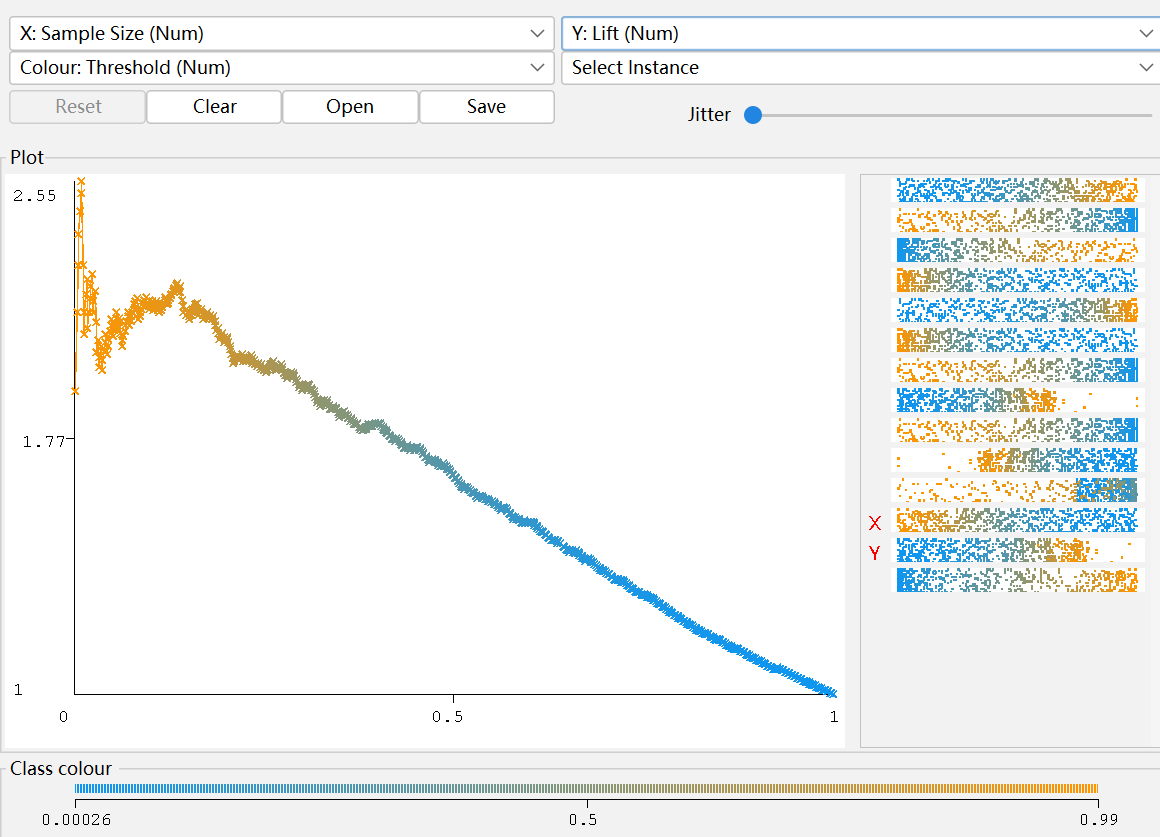 X: Sample Size (Num) Y: Lift (Num)
Colour: Threshold (Num) Select Instance
Reset Clear Open Save Jitter
Plot
2.55
1.77
X
Y
1
0 0.5 1
Class colour
0.00026 0.5 0.99